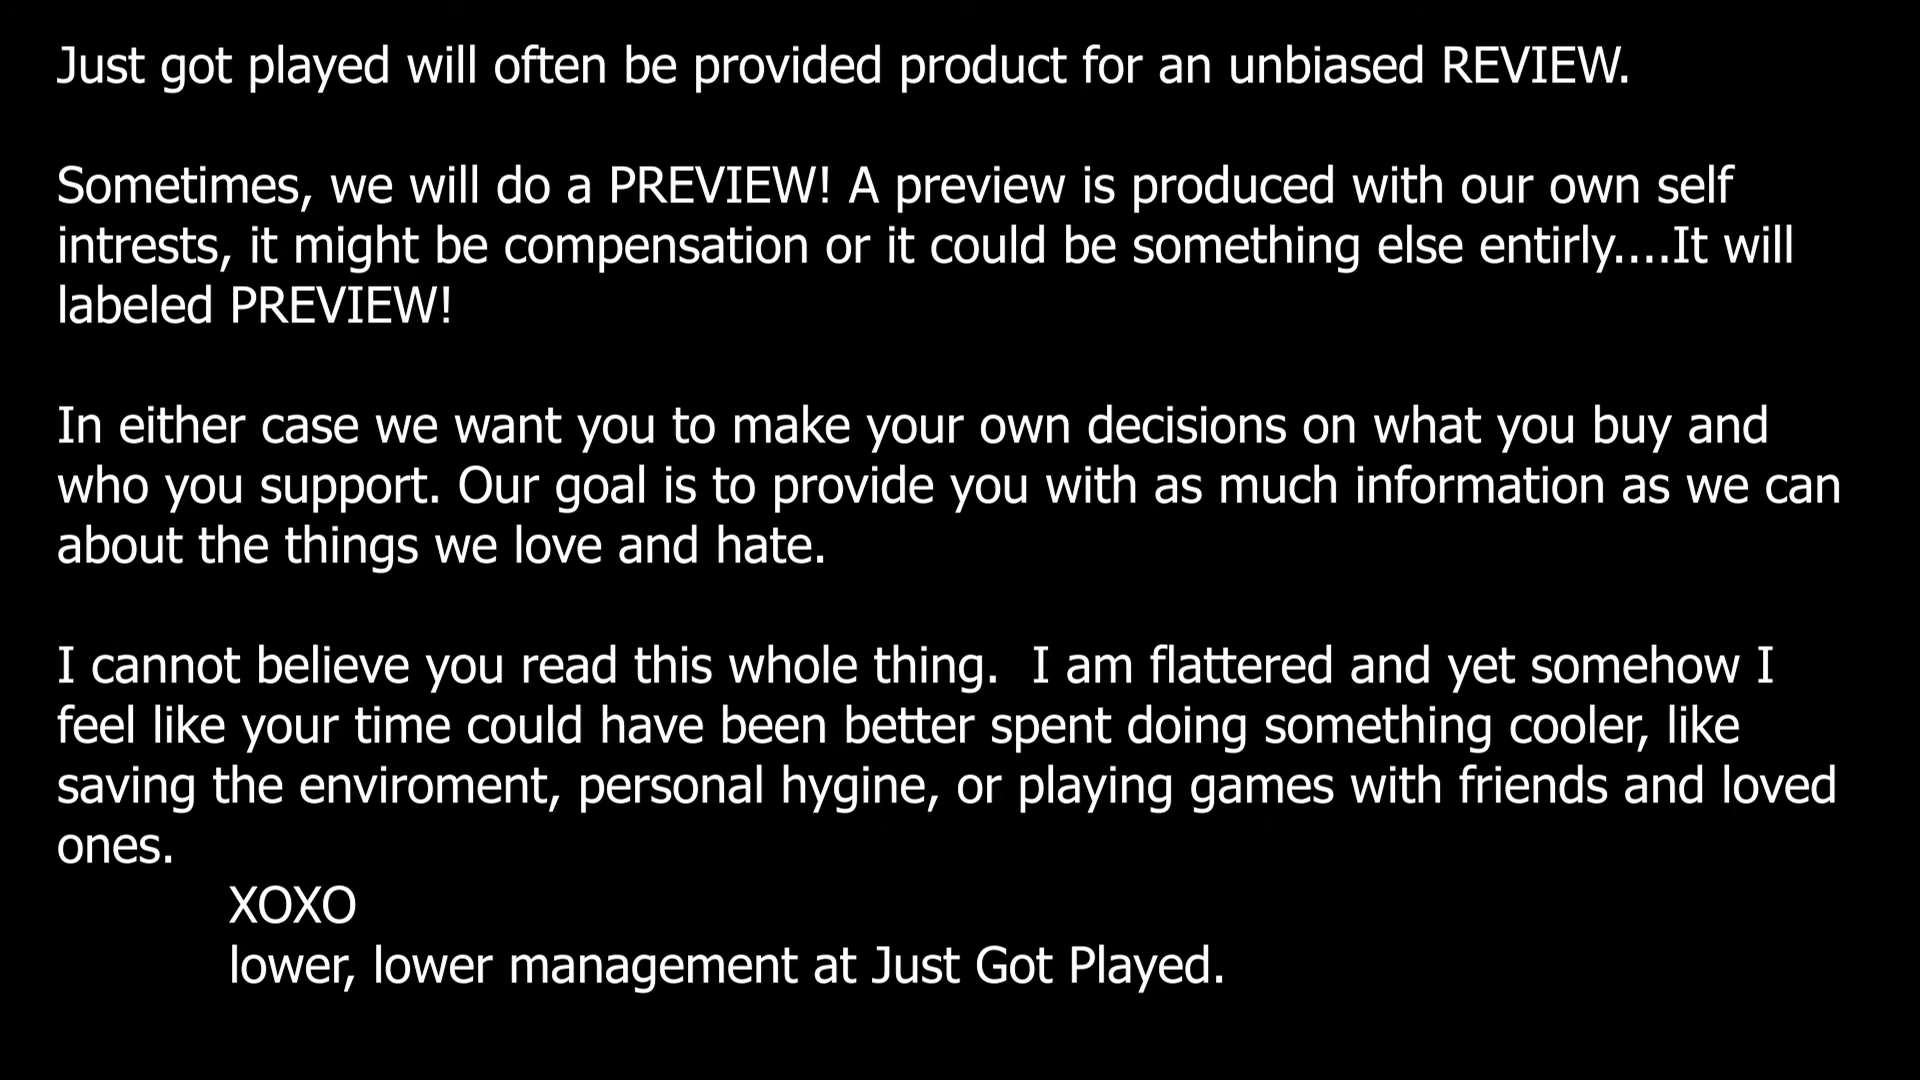 Just got played will often be provided product for an unbiased REVIEW.
Sometimes, we will do a PREVIEW! A preview is produced with our own self
intrests, it might be compensation or it could be something else entirly....It will
labeled PREVIEW!
In either case we want you to make your own decisions on what you buy and
who you support. Our goal is to provide you with as much information as we can
about the things we love and hate.
I cannot believe you read this whole thing.  I am flattered and yet somehow I
feel like your time could have been better spent doing something cooler, like
saving the enviroment, personal hygine, or playing games with friends and loved
ones.
XOXO
lower, lower management at Just Got Played.